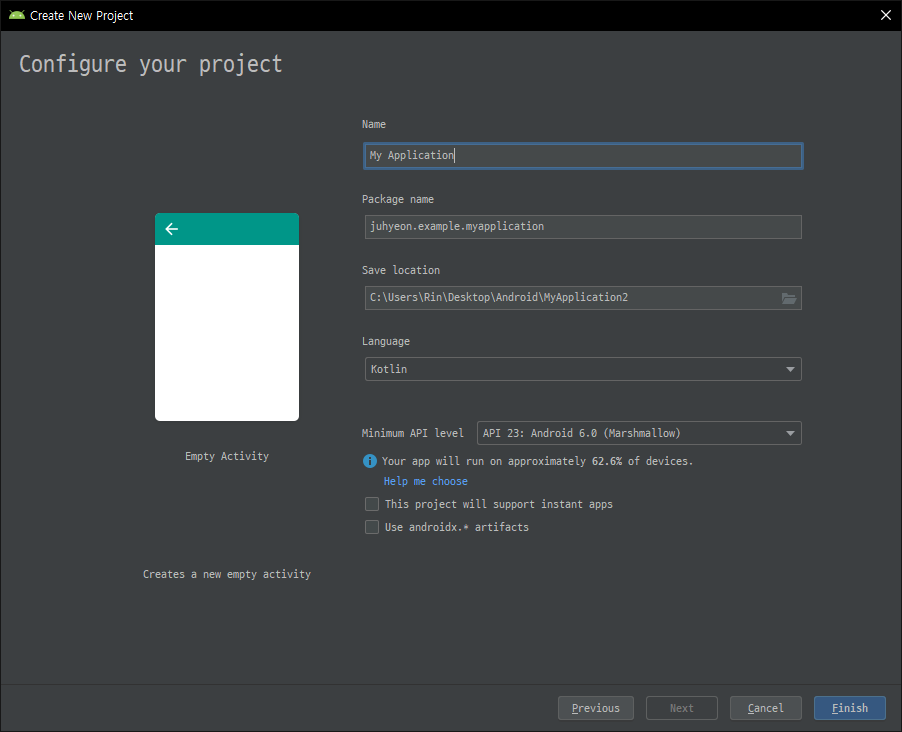 Create New Project
Configure your project
Name
My Application
Package name
juhyeon.example.myapplication
Save location
C:\Users\Rin\Desktop\Android\MyApplication2
Language
Kotlin
Minimum API level
API 23: Android 6.0 (Marshmallow)
Your app will run on approximately 62.6% of devices.
Help me choose
This project will support instant apps
Use androidx.* artifacts
Empty Activity
Creates a new empty activity
Previous
Next
Cancel
Finish